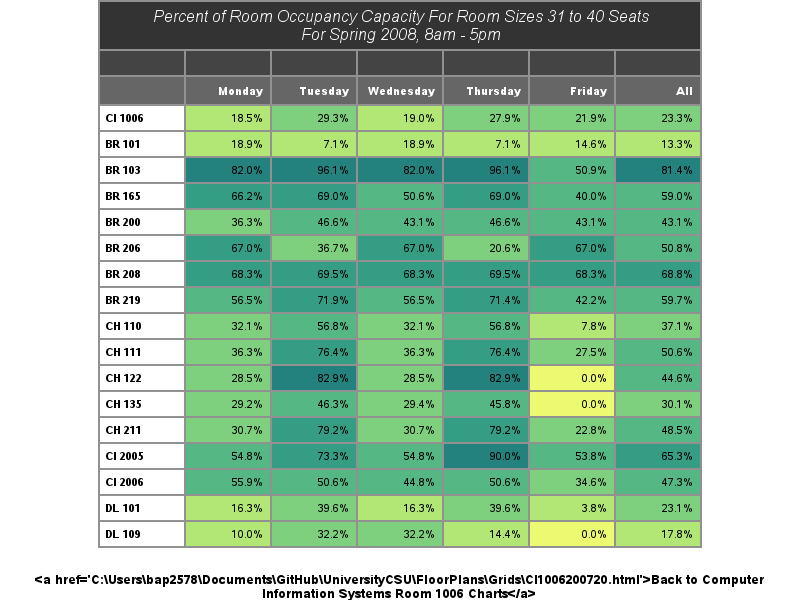 Percent of Room Occupancy Capacity For Room Sizes 31 to 40 Seats
For Spring 2008, 8am - 5pm
Monday Tuesday Wednesday Thursday Friday All
CI 1006 18.5% 29.3% 19.0% 27.9% 21.9% 23.3%
BR 101 18.9% 7.1% 18.9% 7.1% 14.6% 13.3%
BR 103 82.0% 96.1% 82.0% 96.1% 50.9% 81.4%
BR 165 66.2% 69.0% 50.6% 69.0% 40.0% 59.0%
BR 200 36.3% 46.6% 43.1% 46.6% 43.1% 43.1%
BR 206 67.0% 36.7% 67.0% 20.6% 67.0% 50.8%
BR 208 68.3% 69.5% 68.3% 69.5% 68.3% 68.8%
BR 219 56.5% 71.9% 56.5% 71.4% 42.2% 59.7%
CH 110 32.1% 56.8% 32.1% 56.8% 7.8% 37.1%
CH 111 36.3% 76.4% 36.3% 76.4% 27.5% 50.6%
CH 122 28.5% 82.9% 28.5% 82.9% 0.0% 44.6%
CH 135 29.2% 46.3% 29.4% 45.8% 0.0% 30.1%
CH 211 30.7% 79.2% 30.7% 79.2% 22.8% 48.5%
CI 2005 54.8% 73.3% 54.8% 90.0% 53.8% 65.3%
CI 2006 55.9% 50.6% 44.8% 50.6% 34.6% 47.3%
DL 101 16.3% 39.6% 16.3% 39.6% 3.8% 23.1%
DL 109 10.0% 32.2% 32.2% 14.4% 0.0% 17.8%
<a href='C:\Users\bap2578\Documents\GitHub\UniversityCSU\FloorPlans\Grids\CI1006200720.html'>Back to Computer
Information Systems Room 1006 Charts</a>